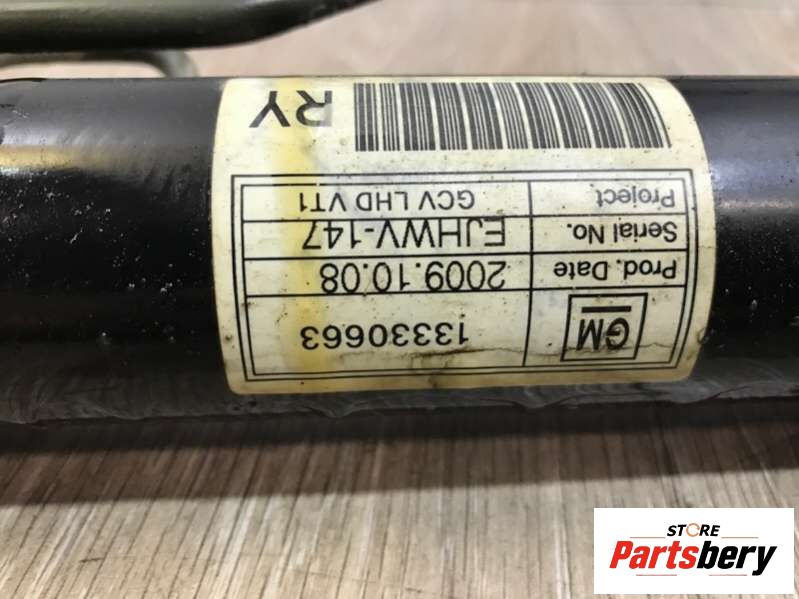 GM 13330663
Prod. Date 2009.10.08
Serial No. EJHWV-147
Project. GCV LHD VT1
RY
STORE
Partsbery